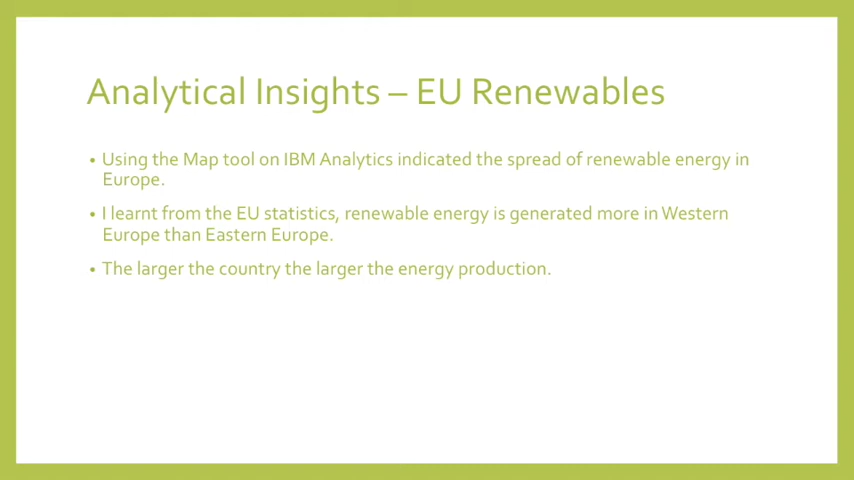 Analytical Insights – EU Renewables
• Using the Map tool on IBM Analytics indicated the spread of renewable energy in
Europe.
• I learnt from the EU statistics, renewable energy is generated more in Western
Europe than Eastern Europe.
• The larger the country the larger the energy production.